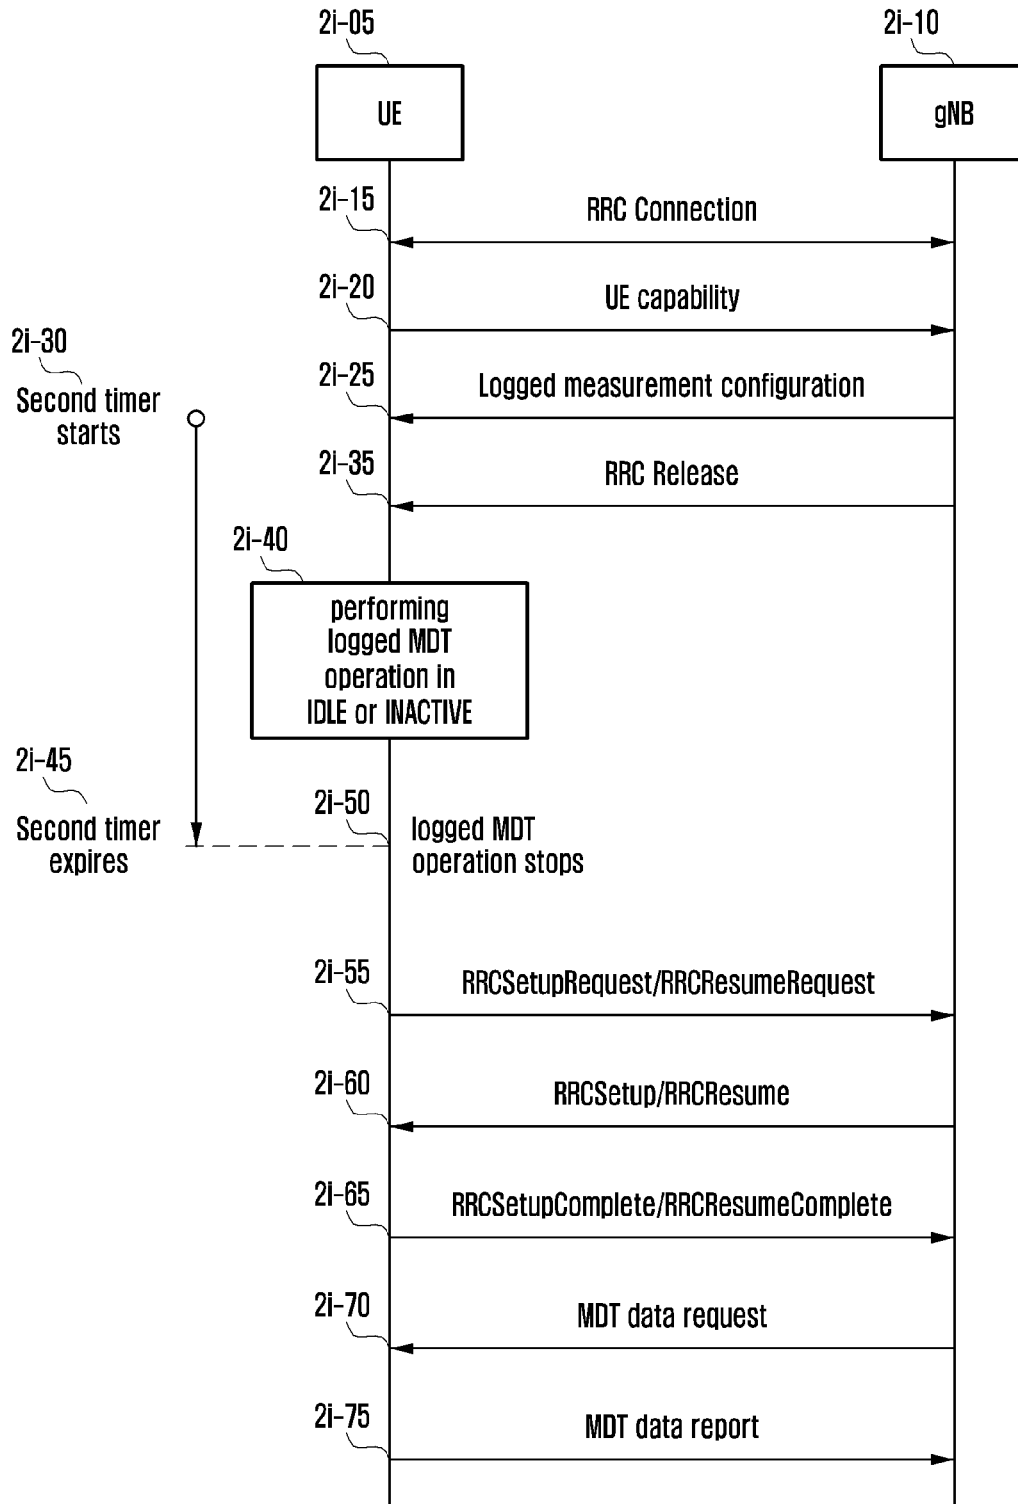 2i-05
2i-10
UE
gNB
2i-15
RRC Connection
2i-20
UE capability
2i-30
Second timer
starts
2i-25
Logged measurement configuration
2i-35
RRC Release
2i-40
performing
logged MDT
operation in
IDLE or INACTIVE
2i-45
Second timer
expires
2i-50
logged MDT
operation stops
2i-55
RRCSetupRequest/RRCResumeRequest
2i-60
RRCSetup/RRCResume
2i-65
RRCSetupComplete/RRCResumeComplete
2i-70
MDT data request
2i-75
MDT data report